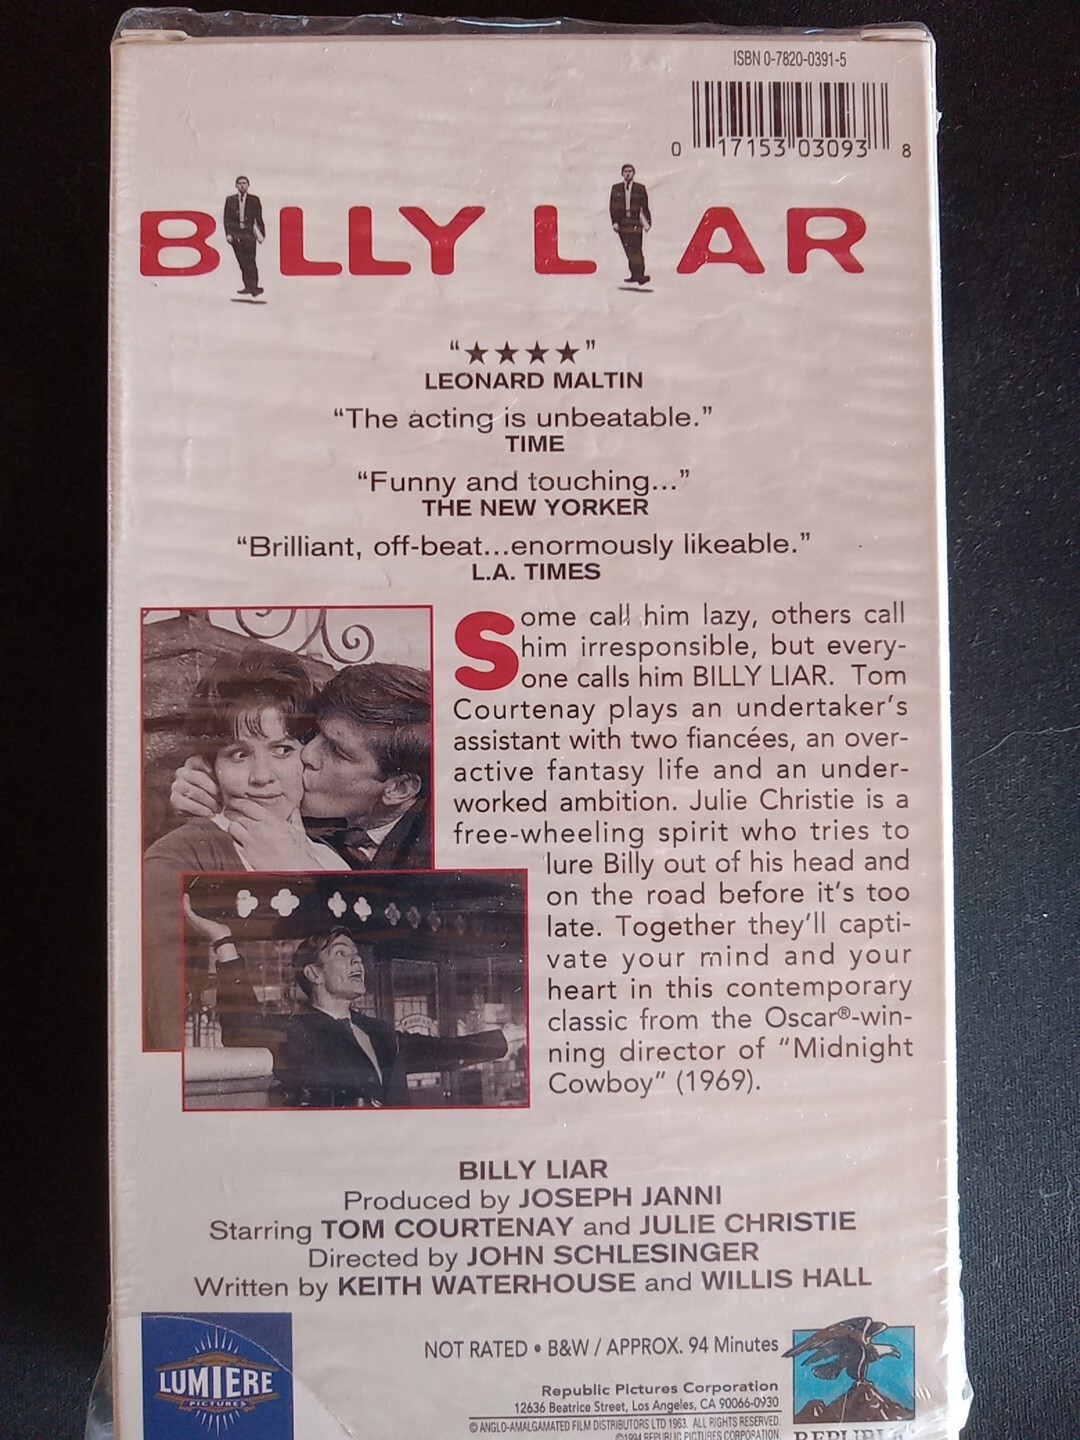 ISBN 0-7820-0391-5
0 17153 03093 8
BILLY LIAR
"★★★★"
LEONARD MALTIN
"The acting is unbeatable."
TIME
"Funny and touching..."
THE NEW YORKER
"Brilliant, off-beat...enormously likeable."
L.A. TIMES
Some call him lazy, others call
him irresponsible, but every-
one calls him BILLY LIAR. Tom
Courtenay plays an undertaker's
assistant with two fiancées, an over-
active fantasy life and an under-
worked ambition. Julie Christie is a
free-wheeling spirit who tries to
lure Billy out of his head and
on the road before it's too
late. Together they'll capti-
vate your mind and your
heart in this contemporary
classic from the Oscar®-win-
ning director of "Midnight
Cowboy" (1969).
BILLY LIAR
Produced by JOSEPH JANNI
Starring TOM COURTENAY and JULIE CHRISTIE
Directed by JOHN SCHLESINGER
Written by KEITH WATERHOUSE and WILLIS HALL
LUMIERE
PICTURES
NOT RATED • B&W / APPROX. 94 Minutes
Republic Pictures Corporation
12636 Beatrice Street, Los Angeles, CA 90066-0930
© ANGLO-AMALGAMATED FILM DISTRIBUTORS LTD 1963. ALL RIGHTS RESERVED.
©1994 REPUBLIC PICTURES CORPORATION.